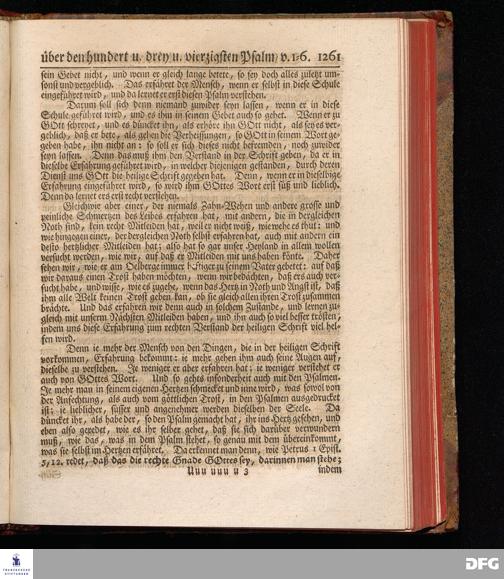 über den hundert u. drey u. vierzigsten Psalm v. 1-6. 1261
sein Gebet nicht, und wenn er gleich lange betete, so sey doch alles zuletzt um-
sonst und vergeblich. Das erfähret der Mensch, wenn er selbst in diese Schule
eingeführet wird, und da lernet er erst diesen Psalm verstehen.
Darum soll sich denn niemand zuwider seyn lassen, wenn er in diese
Schule geführet wird, und es ihm in seinem Gebet auch so gehet. Wenn er zu
GOtt schreyet, und es düncket ihn, als erhöre ihn GOtt nicht, als sey es ver-
geblich, daß er bete, als gehen die Verheissungen, so GOtt in seinem Wort ge-
geben habe, ihn nicht an: so soll er sich dieses nicht befremden, noch zuwider
seyn lassen. Denn das muß ihm den Verstand in der Schrift geben, da er in
dieselbe Erfahrung geführet wird, in welcher diejenigen gestanden, durch deren
Dienst uns GOtt die heilige Schrift gegeben hat. Denn, wenn er in dieselbige
Erfahrung eingeführet wird, so wird ihm GOttes Wort erst süß und lieblich.
Denn da lernet ers erst recht verstehen.
Gleichwie aber einer, der niemals Zahn-Wehen und andere grosse und
peinliche Schmertzen des Leibes erfahren hat, mit andern, die in dergleichen
Noth sind, kein recht Mitleiden hat, weil er nicht weiß, wie wehe es thut: und
wie hingegen einer, der dergleichen Noth selbst erfahren hat, auch mit andern ein
desto hertzlicher Mitleiden hat; also hat so gar unser Heyland in allem wollen
versucht werden, wie wir, auf daß er Mitleiden mit uns haben könte. Daher
sehen wir, wie er am Oelberge immer heftiger zu seinem Vater gebetet: auf daß
wir daraus einen Trost haben möchten, wenn wir bedächten, daß ers auch ver-
sucht habe, und wisse, wie es zugehe, wenn das Hertz in Noth und Angst ist, daß
ihm alle Welt keinen Trost geben kan, ob sie gleich allen ihren Trost zusammen
brächte. Und das erfahren wir denn auch in solchem Zustande, und lernen zu-
gleich mit unserm Nächsten Mitleiden haben, und ihn auch so viel besser trösten,
indem uns diese Erfahrung zum rechten Verstand der heiligen Schrift viel hel-
fen wird.
Denn ie mehr der Mensch von den Dingen, die in der heiligen Schrift
vorkommen, Erfahrung bekommt: ie mehr gehen ihm auch seine Augen auf,
dieselbe zu verstehen. Je weniger er aber erfahren hat: ie weniger verstehet er
auch von GOttes Wort. Und so gehts insonderheit auch mit den Psalmen.
Je mehr man in seinem eigenen Hertzen schmecket und inne wird, was sowol von
der Anfechtung, als auch vom göttlichen Trost, in den Psalmen ausgedrucket
ist: ie lieblicher, süsser und angenehmer werden dieselben der Seele. Da
düncket ihr, als habe der, so den Psalm gemacht hat, ihr ins Hertz gesehen, und
eben also geredet, wie es ihr selber gehet, daß sie sich darüber verwundern
muß, wie das, was in dem Psalm stehet, so genau mit dem übereinkommt,
was sie selbst im Hertzen erfähret. Da erkennet man denn, wie Petrus 1 Epist.
5, 12. redet, daß das die rechte Gnade GOttes sey, darinnen man stehe;
Uuu uuu u 3 indem
FRANCKESCHE STIFTUNGEN
DFG